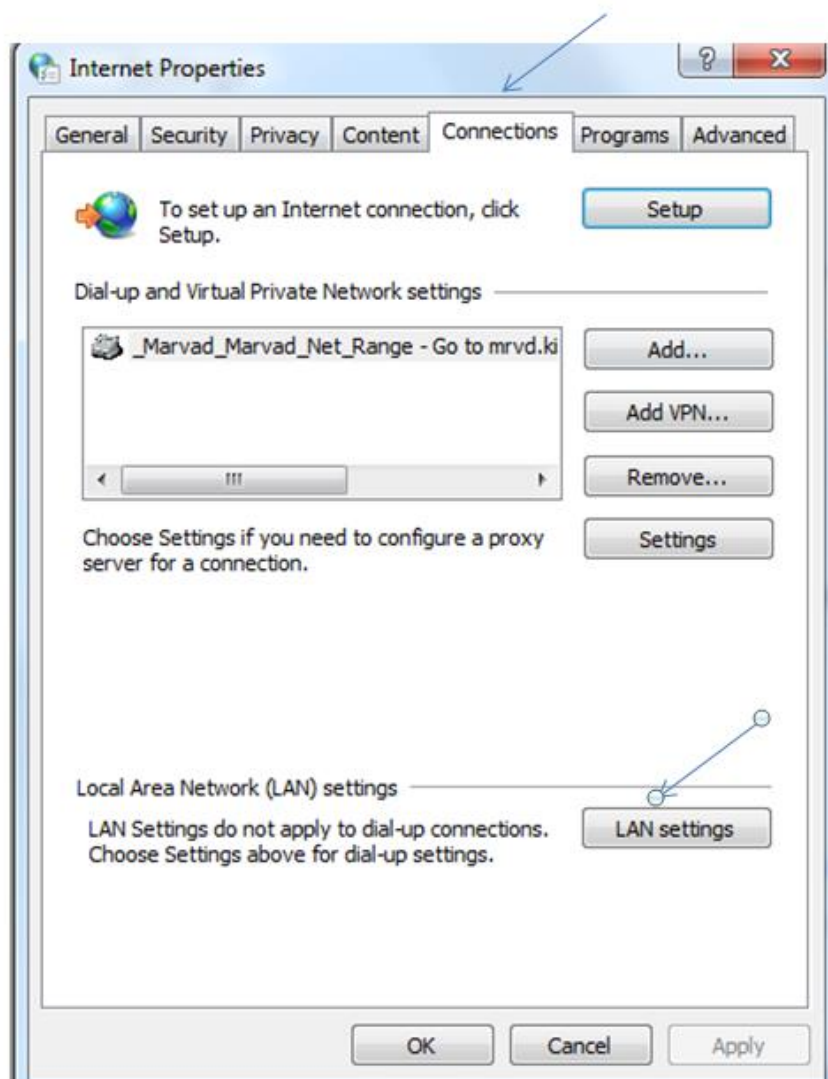 Internet Properties
General Security Privacy Content Connections Programs Advanced
To set up an Internet connection, click
Setup.
Setup
Dial-up and Virtual Private Network settings
_Marvad_Marvad_Net_Range - Go to mrvd.ki
Add...
Add VPN...
Remove...
Choose Settings if you need to configure a proxy
server for a connection.
Settings
Local Area Network (LAN) settings
LAN Settings do not apply to dial-up connections.
Choose Settings above for dial-up settings.
LAN settings
OK Cancel Apply